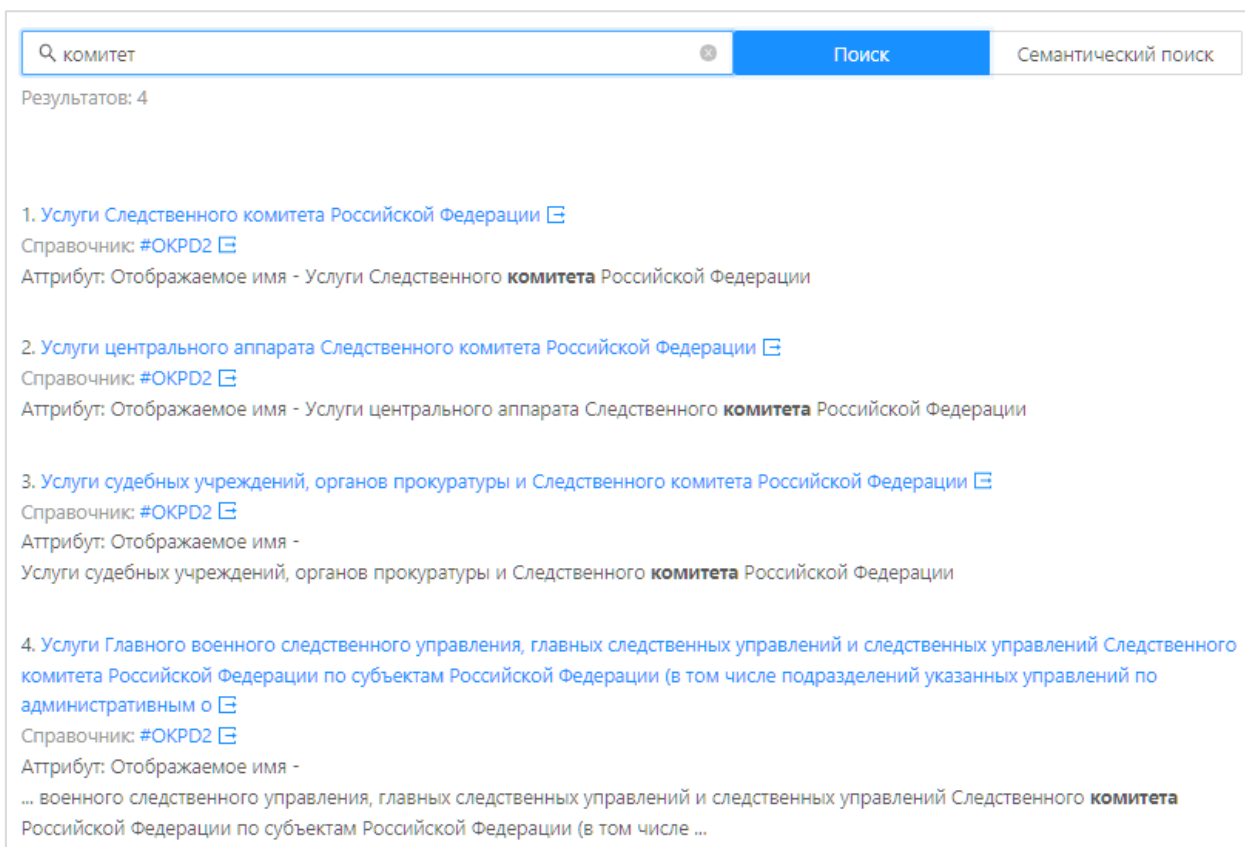 комитет
Поиск
Семантический поиск
Результатов: 4
1. Услуги Следственного комитета Российской Федерации
Справочник: #OKPD2
Аттрибут: Отображаемое имя - Услуги Следственного комитета Российской Федерации
2. Услуги центрального аппарата Следственного комитета Российской Федерации
Справочник: #OKPD2
Аттрибут: Отображаемое имя - Услуги центрального аппарата Следственного комитета Российской Федерации
3. Услуги судебных учреждений, органов прокуратуры и Следственного комитета Российской Федерации
Справочник: #OKPD2
Аттрибут: Отображаемое имя -
Услуги судебных учреждений, органов прокуратуры и Следственного комитета Российской Федерации
4. Услуги Главного военного следственного управления, главных следственных управлений и следственных управлений Следственного
комитета Российской Федерации по субъектам Российской Федерации (в том числе подразделений указанных управлений по
административным о
Справочник: #OKPD2
Аттрибут: Отображаемое имя -
... военного следственного управления, главных следственных управлений и следственных управлений Следственного комитета
Российской Федерации по субъектам Российской Федерации (в том числе ...